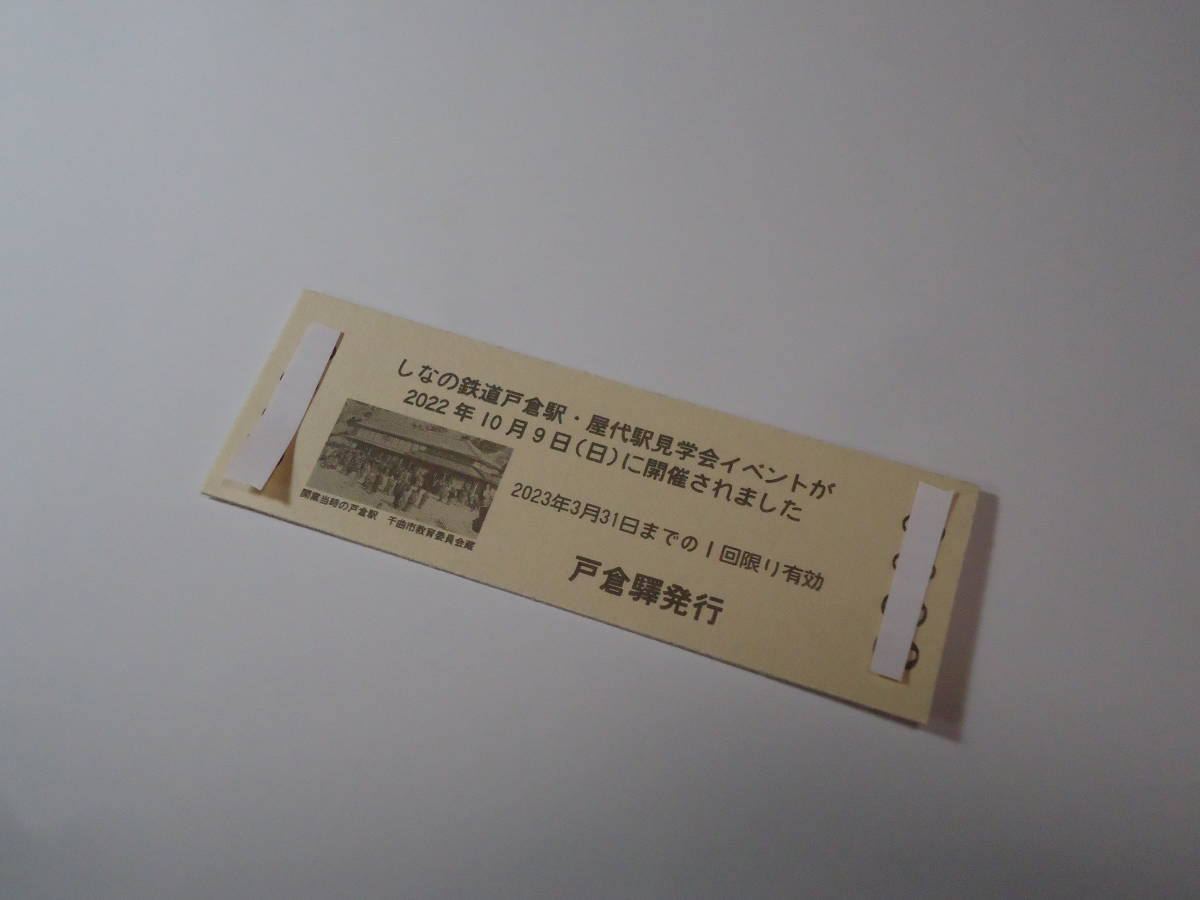 しなの鉄道戸倉駅・屋代駅見学会イベントが
2022年10月9日(日)に開催されました
2023年3月31日までの1回限り有効
開業当時の戸倉駅 千曲市教育委員会蔵
戸倉驛発行